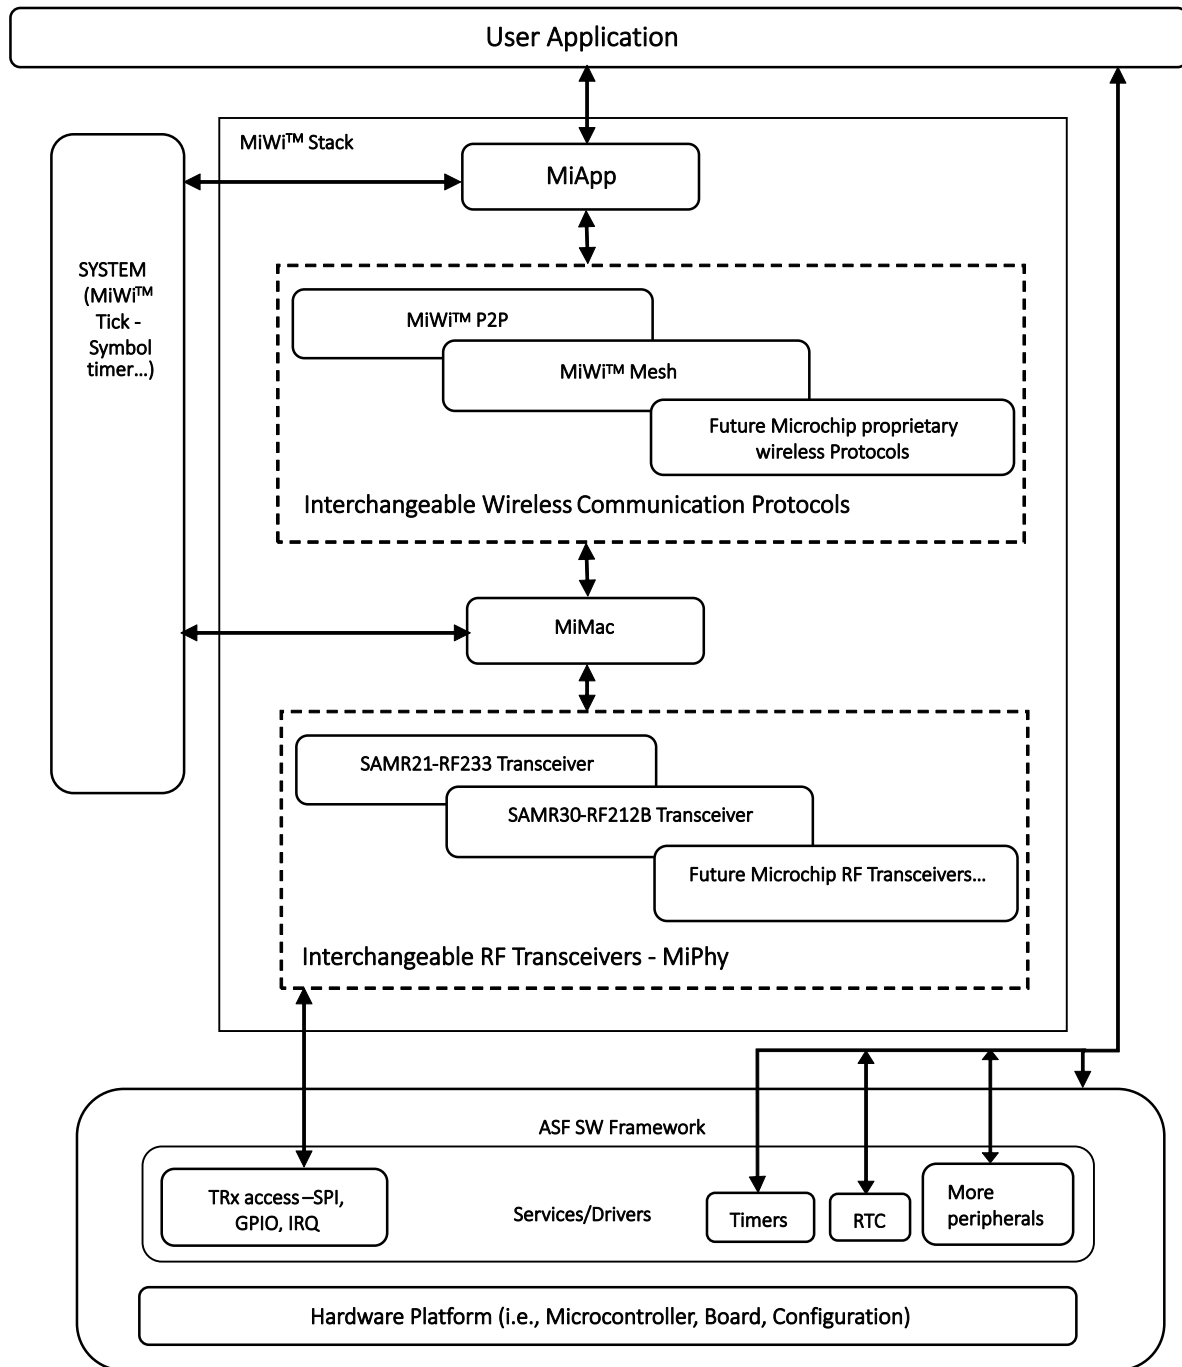 User Application
MiWi™ Stack
MiApp
SYSTEM
(MiWi™
Tick -
Symbol
timer...)
MiWi™ P2P
MiWi™ Mesh
Future Microchip proprietary
wireless Protocols
Interchangeable Wireless Communication Protocols
MiMac
SAMR21-RF233 Transceiver
SAMR30-RF212B Transceiver
Future Microchip RF Transceivers...
Interchangeable RF Transceivers - MiPhy
ASF SW Framework
TRx access –SPI,
GPIO, IRQ
Services/Drivers
Timers
RTC
More
peripherals
Hardware Platform (i.e., Microcontroller, Board, Configuration)